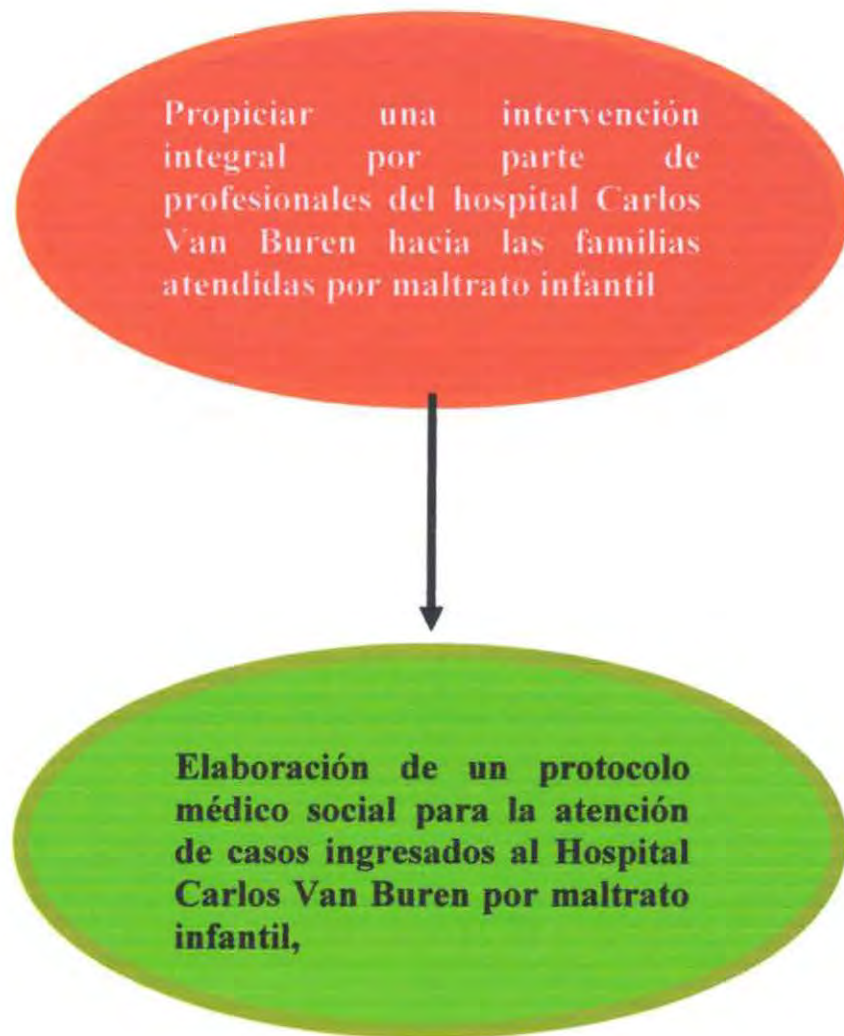 Propiciar una intervención
integral por parte de
profesionales del hospital Carlos
Van Buren hacia las familias
atendidas por maltrato infantil
Elaboración de un protocolo
médico social para la atención
de casos ingresados al Hospital
Carlos Van Buren por maltrato
infantil,